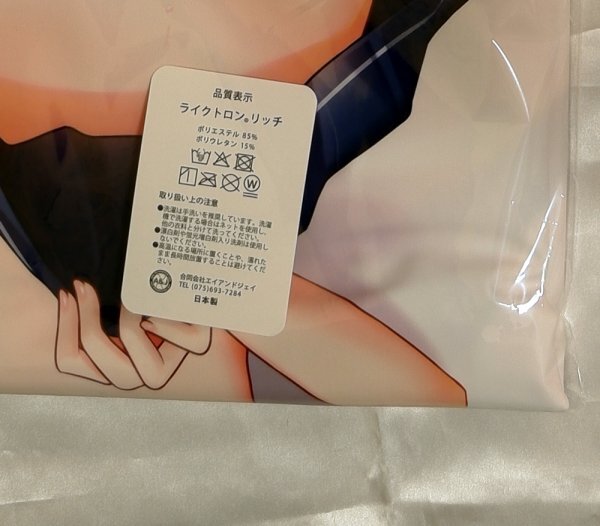 品質表示
ライクトロン®リッチ
ポリエステル 85%
ポリウレタン 15%
取り扱い上の注意
●洗濯は手洗いを推奨しています。洗濯
機で洗濯する場合はネットを使用し、
他の衣料と分けて洗ってください。
●漂白剤や蛍光増白剤入り洗剤は使用し
ないでください。
●高温になる場所に置くことや、濡れた
まま長時間放置することは避けてくだ
さい。
A&J
合同会社エイアンドジェイ
TEL (075)693-7284
日本製